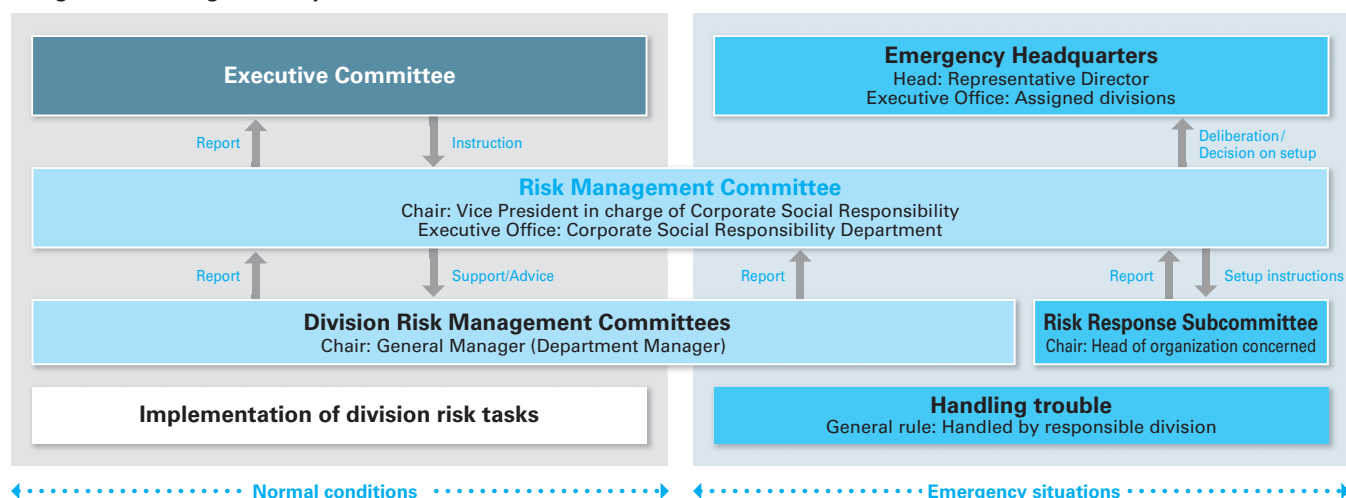 Executive Committee
Emergency Headquarters
Head: Representative Director
Executive Office: Assigned divisions
Report
Instruction
Deliberation/
Decision on setup
Risk Management Committee
Chair: Vice President in charge of Corporate Social Responsibility
Executive Office: Corporate Social Responsibility Department
Report
Support/Advice
Report
Report
Setup instructions
Division Risk Management Committees
Chair: General Manager (Department Manager)
Risk Response Subcommittee
Chair: Head of organization concerned
Implementation of division risk tasks
Handling trouble
General rule: Handled by responsible division
Normal conditions
Emergency situations